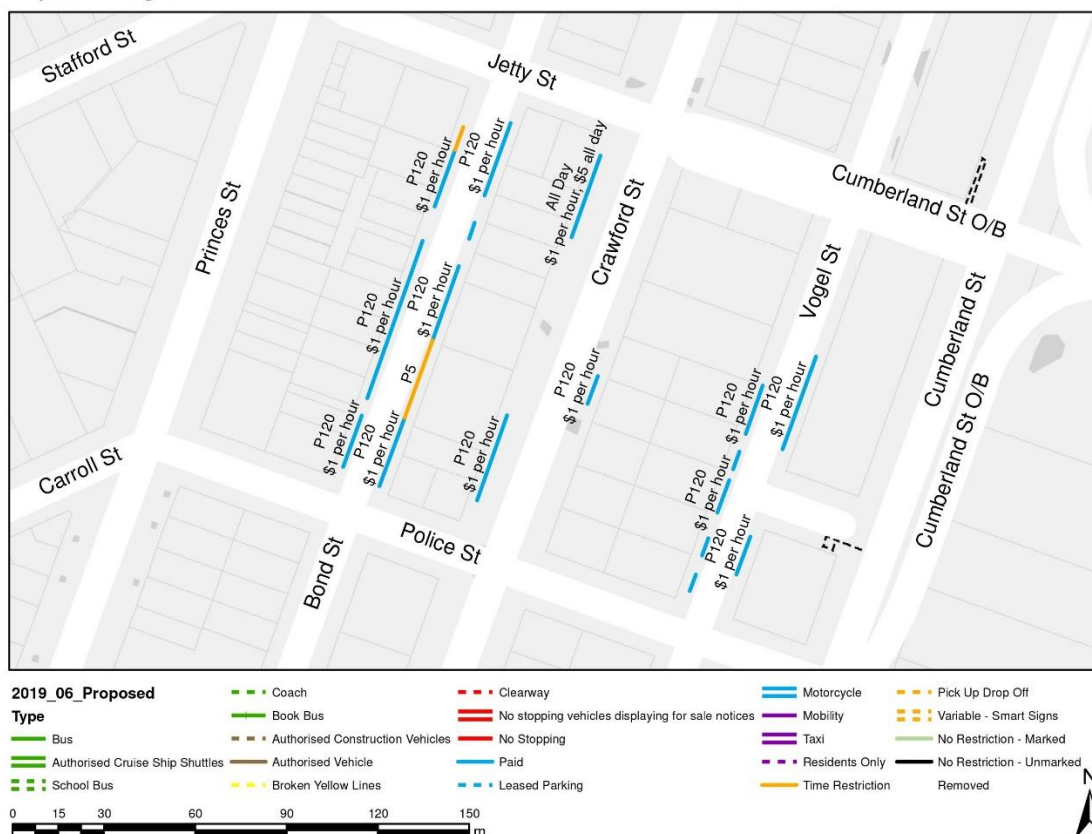 Stafford St
Jetty St
Princes St
P120
$1 per hour
P120
$1 per hour
All Day
$1 per hour, $5 all day
Crawford St
Cumberland St O/B
Vogel St
Cumberland St
Cumberland St O/B
P120
$1 per hour
P120
$1 per hour
P5
P120
$1 per hour
P120
$1 per hour
P120
$1 per hour
P120
$1 per hour
P120
$1 per hour
P120
$1 per hour
P120
$1 per hour
P120
$1 per hour
Carroll St
Police St
Bond St
2019_06_Proposed
Type
Bus
Authorised Cruise Ship Shuttles
School Bus
Coach
Book Bus
Authorised Construction Vehicles
Authorised Vehicle
Broken Yellow Lines
Clearway
No stopping vehicles displaying for sale notices
No Stopping
Paid
Leased Parking
Motorcycle
Mobility
Taxi
Residents Only
Time Restriction
Pick Up Drop Off
Variable - Smart Signs
No Restriction - Marked
No Restriction - Unmarked
Removed
0 15 30 60 90 120 150
m
N